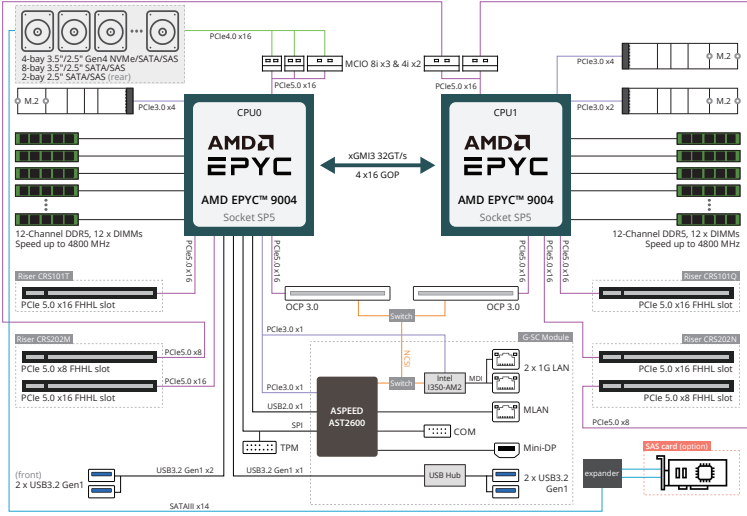 PCIe4.0 x16
4-bay 3.5"/2.5" Gen4 NVMe/SATA/SAS
8-bay 3.5"/2.5" SATA/SAS
2-bay 2.5" SATA/SAS (rear)
MCIO 8i x3 & 4i x2
PCIe5.0 x16
PCIe5.0 x16
PCIe3.0 x4
M.2
M.2
PCIe3.0 x4
PCIe3.0 x2
M.2
CPU0
AMD
EPYC
AMD EPYC™ 9004
Socket SP5
xGMI3 32GT/s
4 x16 GOP
CPU1
AMD
EPYC
AMD EPYC™ 9004
Socket SP5
12-Channel DDR5, 12 x DIMMs
Speed up to 4800 MHz
12-Channel DDR5, 12 x DIMMs
Speed up to 4800 MHz
PCIe5.0 x16
PCIe5.0 x16
PCIe5.0 x16
PCIe5.0 x16
PCIe5.0 x16
Riser CRS101T
PCIe 5.0 x16 FHHL slot
OCP 3.0
OCP 3.0
Riser CRS101Q
PCIe 5.0 x16 FHHL slot
Switch
PCIe3.0 x1
NCSI
G-SC Module
Riser CRS202M
PCIe5.0 x8
PCIe 5.0 x8 FHHL slot
PCIe5.0 x16
PCIe 5.0 x16 FHHL slot
Riser CRS202N
PCIe 5.0 x16 FHHL slot
PCIe 5.0 x8 FHHL slot
PCIe5.0 x8
PCIe3.0 x1
Switch
Intel
I350-AM2
MDI
2 x 1G LAN
ASPEED
AST2600
USB2.0 x1
MLAN
SPI
COM
TPM
Mini-DP
SAS card (option)
expander
(front)
2 x USB3.2 Gen1
USB3.2 Gen1 x2
USB3.2 Gen1 x1
USB Hub
2 x USB3.2
Gen1
SATAIII x14